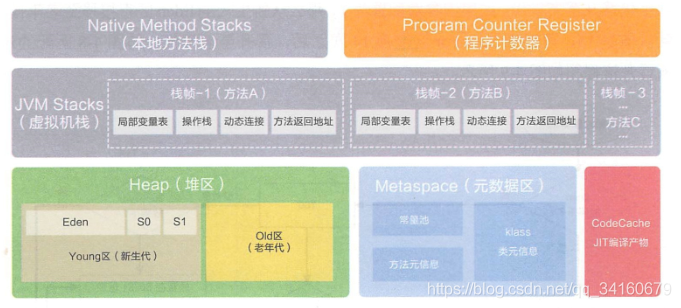 Native Method Stacks
（本地方法栈）
Program Counter Register
（程序计数器）
JVM Stacks
（虚拟机栈）
栈帧-1（方法A）
局部变量表
操作栈
动态连接
方法返回地址
栈帧-2（方法B）
局部变量表
操作栈
动态连接
方法返回地址
栈帧-3
...
方法C
...
Heap（堆区）
Eden
S0
S1
Young区（新生代）
Old区
（老年代）
Metaspace（元数据区）
常量池
方法元信息
klass
类元信息
CodeCache
JIT编译产物
https://blog.csdn.net/qq_34160679